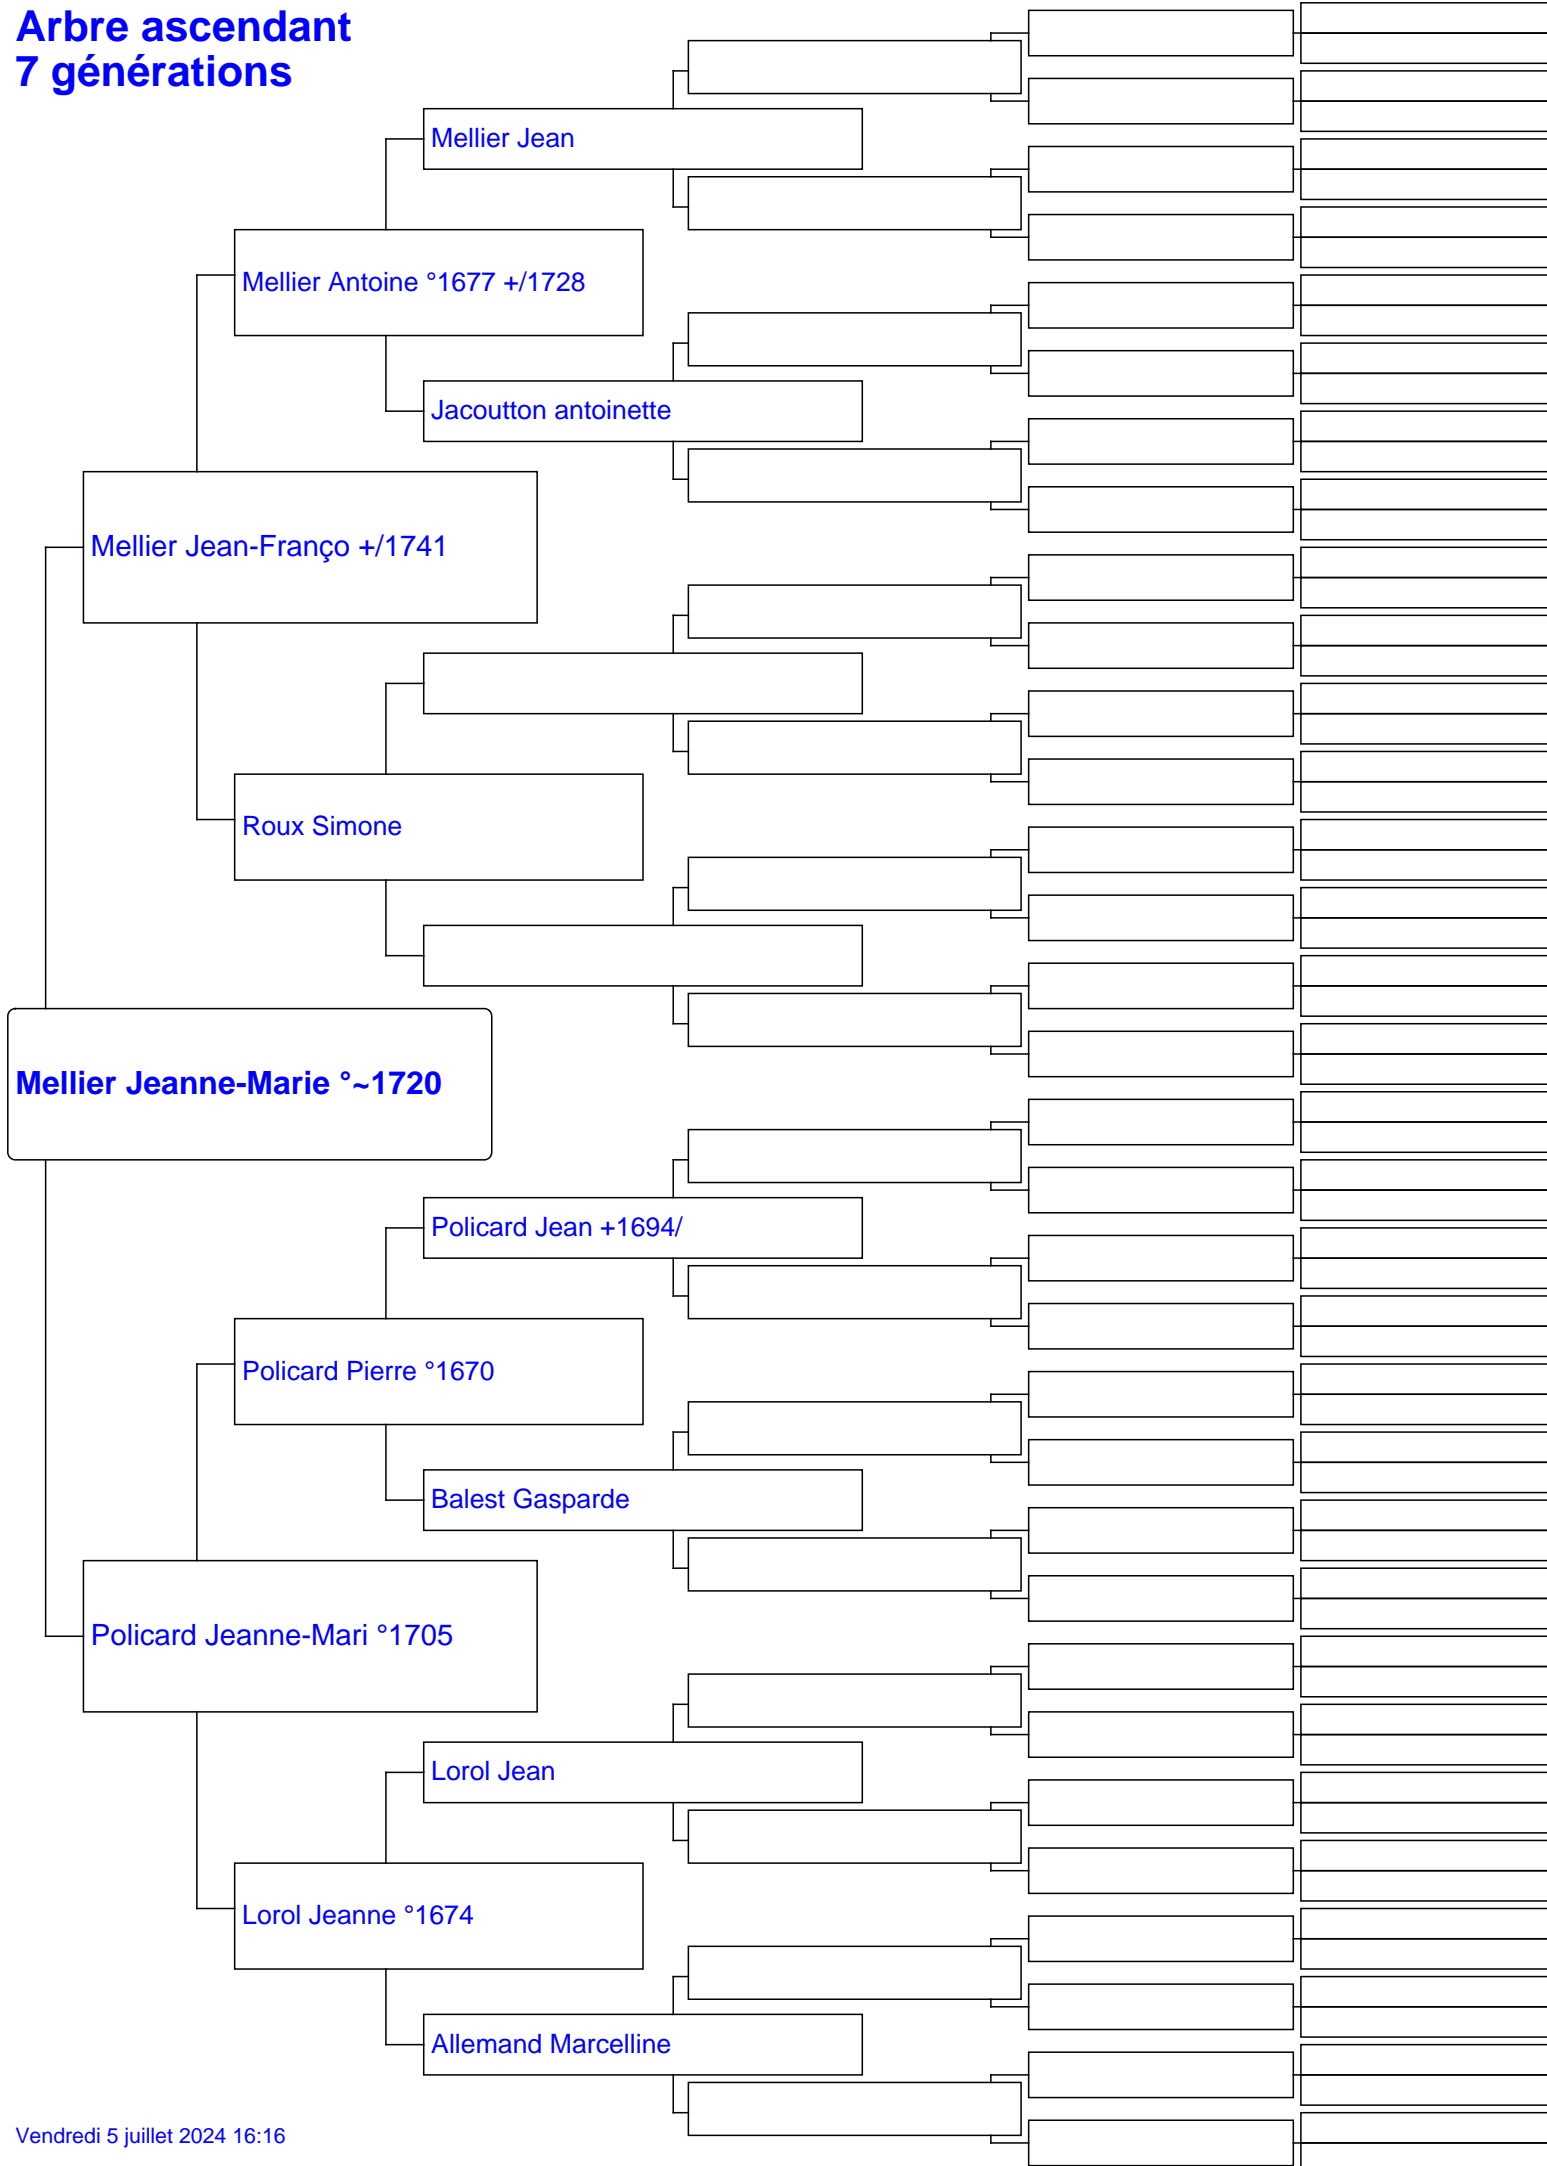 Arbre ascendant
7 générations
Mellier Jean
Mellier Antoine °1677 +/1728
Jacoutton antoinette
Mellier Jean-Franço +/1741
Roux Simone
Mellier Jeanne-Marie °~1720
Policard Jean +1694/
Policard Pierre °1670
Balest Gasparde
Policard Jeanne-Mari °1705
Lorol Jean
Lorol Jeanne °1674
Allemand Marcelline
Vendredi 5 juillet 2024 16:16